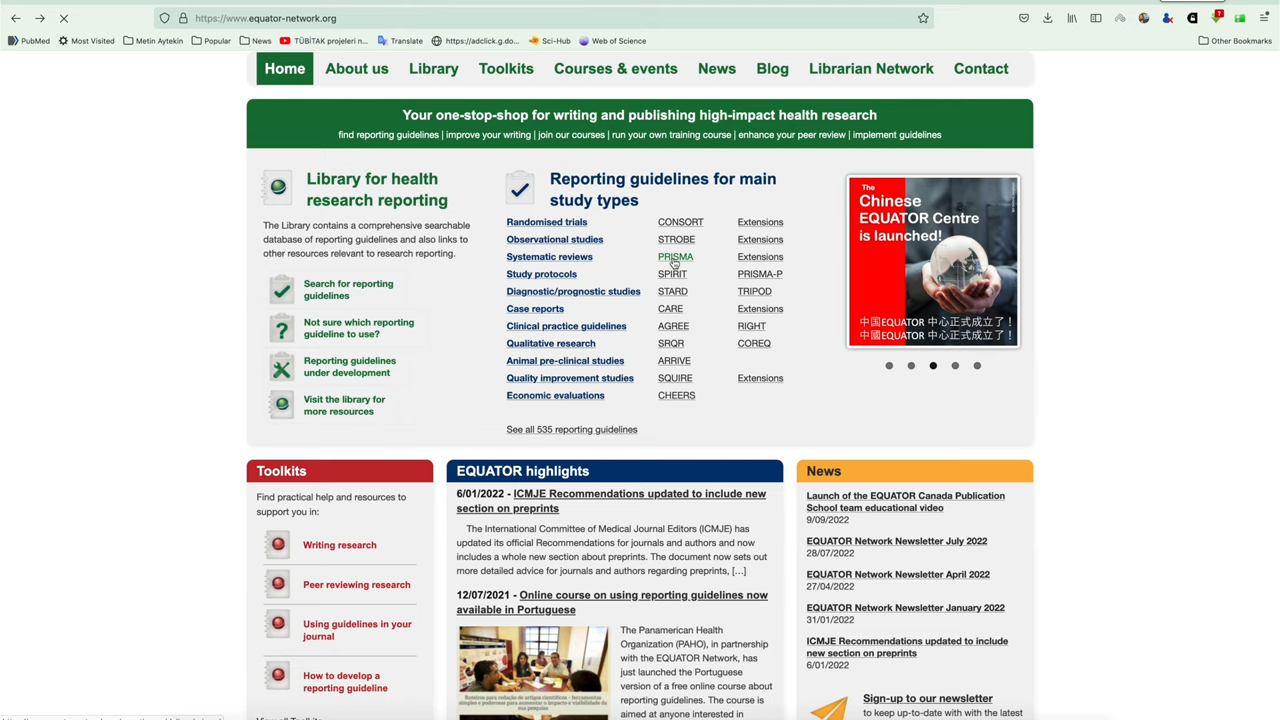 https://www.equator-network.org
PubMed
Most Visited
Metin Aytekin
Popular
News
TÜBİTAK projeleri n...
Translate
https://adclick.g.do...
Sci-Hub
Web of Science
Other Bookmarks
Home
About us
Library
Toolkits
Courses & events
News
Blog
Librarian Network
Contact
Your one-stop-shop for writing and publishing high-impact health research
find reporting guidelines | improve your writing | join our courses | run your own training course | enhance your peer review | implement guidelines
Library for health
research reporting
The Library contains a comprehensive searchable
database of reporting guidelines and also links to
other resources relevant to research reporting.
Search for reporting
guidelines
Not sure which reporting
guideline to use?
Reporting guidelines
under development
Visit the library for
more resources
Reporting guidelines for main
study types
Randomised trials CONSORT Extensions
Observational studies STROBE Extensions
Systematic reviews PRISMA Extensions
Study protocols SPIRIT PRISMA-P
Diagnostic/prognostic studies STARD TRIPOD
Case reports CARE Extensions
Clinical practice guidelines AGREE RIGHT
Qualitative research SRQR COREQ
Animal pre-clinical studies ARRIVE
Quality improvement studies SQUIRE Extensions
Economic evaluations CHEERS
See all 535 reporting guidelines
The
Chinese
EQUATOR Centre
is launched!
中国EQUATOR 中心正式成立了！
中國EQUATOR 中心正式成立了！
Toolkits
Find practical help and resources to
support you in:
Writing research
Peer reviewing research
Using guidelines in your
journal
How to develop a
reporting guideline
EQUATOR highlights
6/01/2022 - ICMJE Recommendations updated to include new
section on preprints
The International Committee of Medical Journal Editors (ICMJE) has
updated its official Recommendations for journals and authors and now
includes a whole new section about preprints. The document now sets out
more detailed advice for journals and authors regarding preprints, [...]
12/07/2021 - Online course on using reporting guidelines now
available in Portuguese
The Panamerican Health
Organization (PAHO), in partnership
with the EQUATOR Network, has
just launched the Portuguese
version of a free online course about
reporting guidelines. The course is
aimed at anyone interested in
Roteiros para redação de artigos científicos - ferramentas
simples e poderosas para aumentar o impacto e visibilidade da
sua pesquisa
News
Launch of the EQUATOR Canada Publication
School team educational video
9/09/2022
EQUATOR Network Newsletter July 2022
28/07/2022
EQUATOR Network Newsletter April 2022
27/04/2022
EQUATOR Network Newsletter January 2022
31/01/2022
ICMJE Recommendations updated to include
new section on preprints
6/01/2022
Sign-up to our newsletter
to keep up-to-date with with the latest